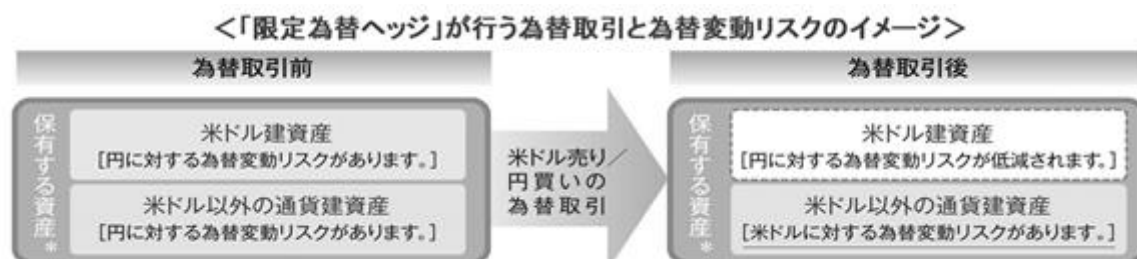 ＜「限定為替ヘッジ」が行う為替取引と為替変動リスクのイメージ＞
為替取引前
保有する資産*
米ドル建資産
[円に対する為替変動リスクがあります。]
米ドル以外の通貨建資産
[円に対する為替変動リスクがあります。]
米ドル売り／
円買いの
為替取引
為替取引後
保有する資産*
米ドル建資産
[円に対する為替変動リスクが低減されます。]
米ドル以外の通貨建資産
[米ドルに対する為替変動リスクがあります。]